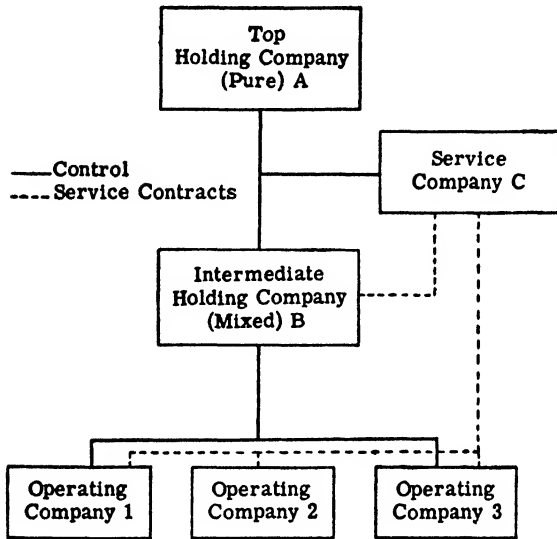 Top
Holding Company
(Pure) A
Control
Service Contracts
Service
Company C
Intermediate
Holding Company
(Mixed) B
Operating
Company 1
Operating
Company 2
Operating
Company 3